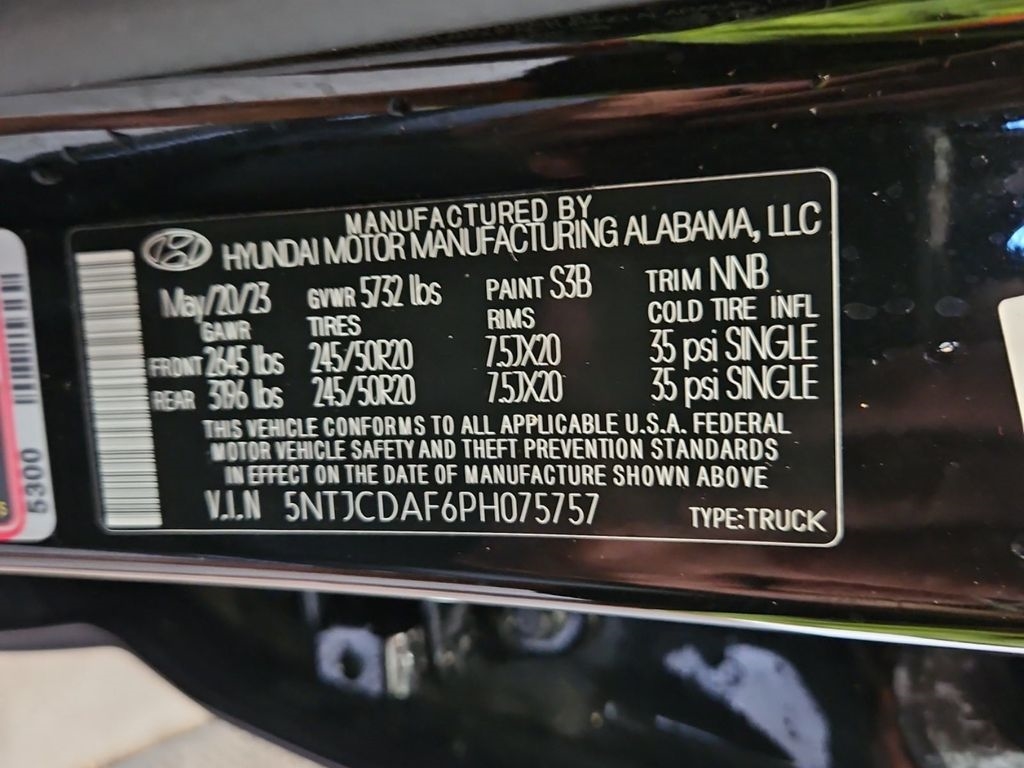 MANUFACTURED BY
HYUNDAI MOTOR MANUFACTURING ALABAMA, LLC
May/20/23 GVWR 5732 lbs PAINT S3B TRIM NNB
GAWR TIRES RIMS COLD TIRE INFL
FRONT 2645 lbs 245/50R20 7.5JX20 35 psi SINGLE
REAR 3196 lbs 245/50R20 7.5JX20 35 psi SINGLE
THIS VEHICLE CONFORMS TO ALL APPLICABLE U.S.A. FEDERAL
MOTOR VEHICLE SAFETY AND THEFT PREVENTION STANDARDS
IN EFFECT ON THE DATE OF MANUFACTURE SHOWN ABOVE
V.I.N 5NTJCDAF6PH075757 TYPE:TRUCK
5300